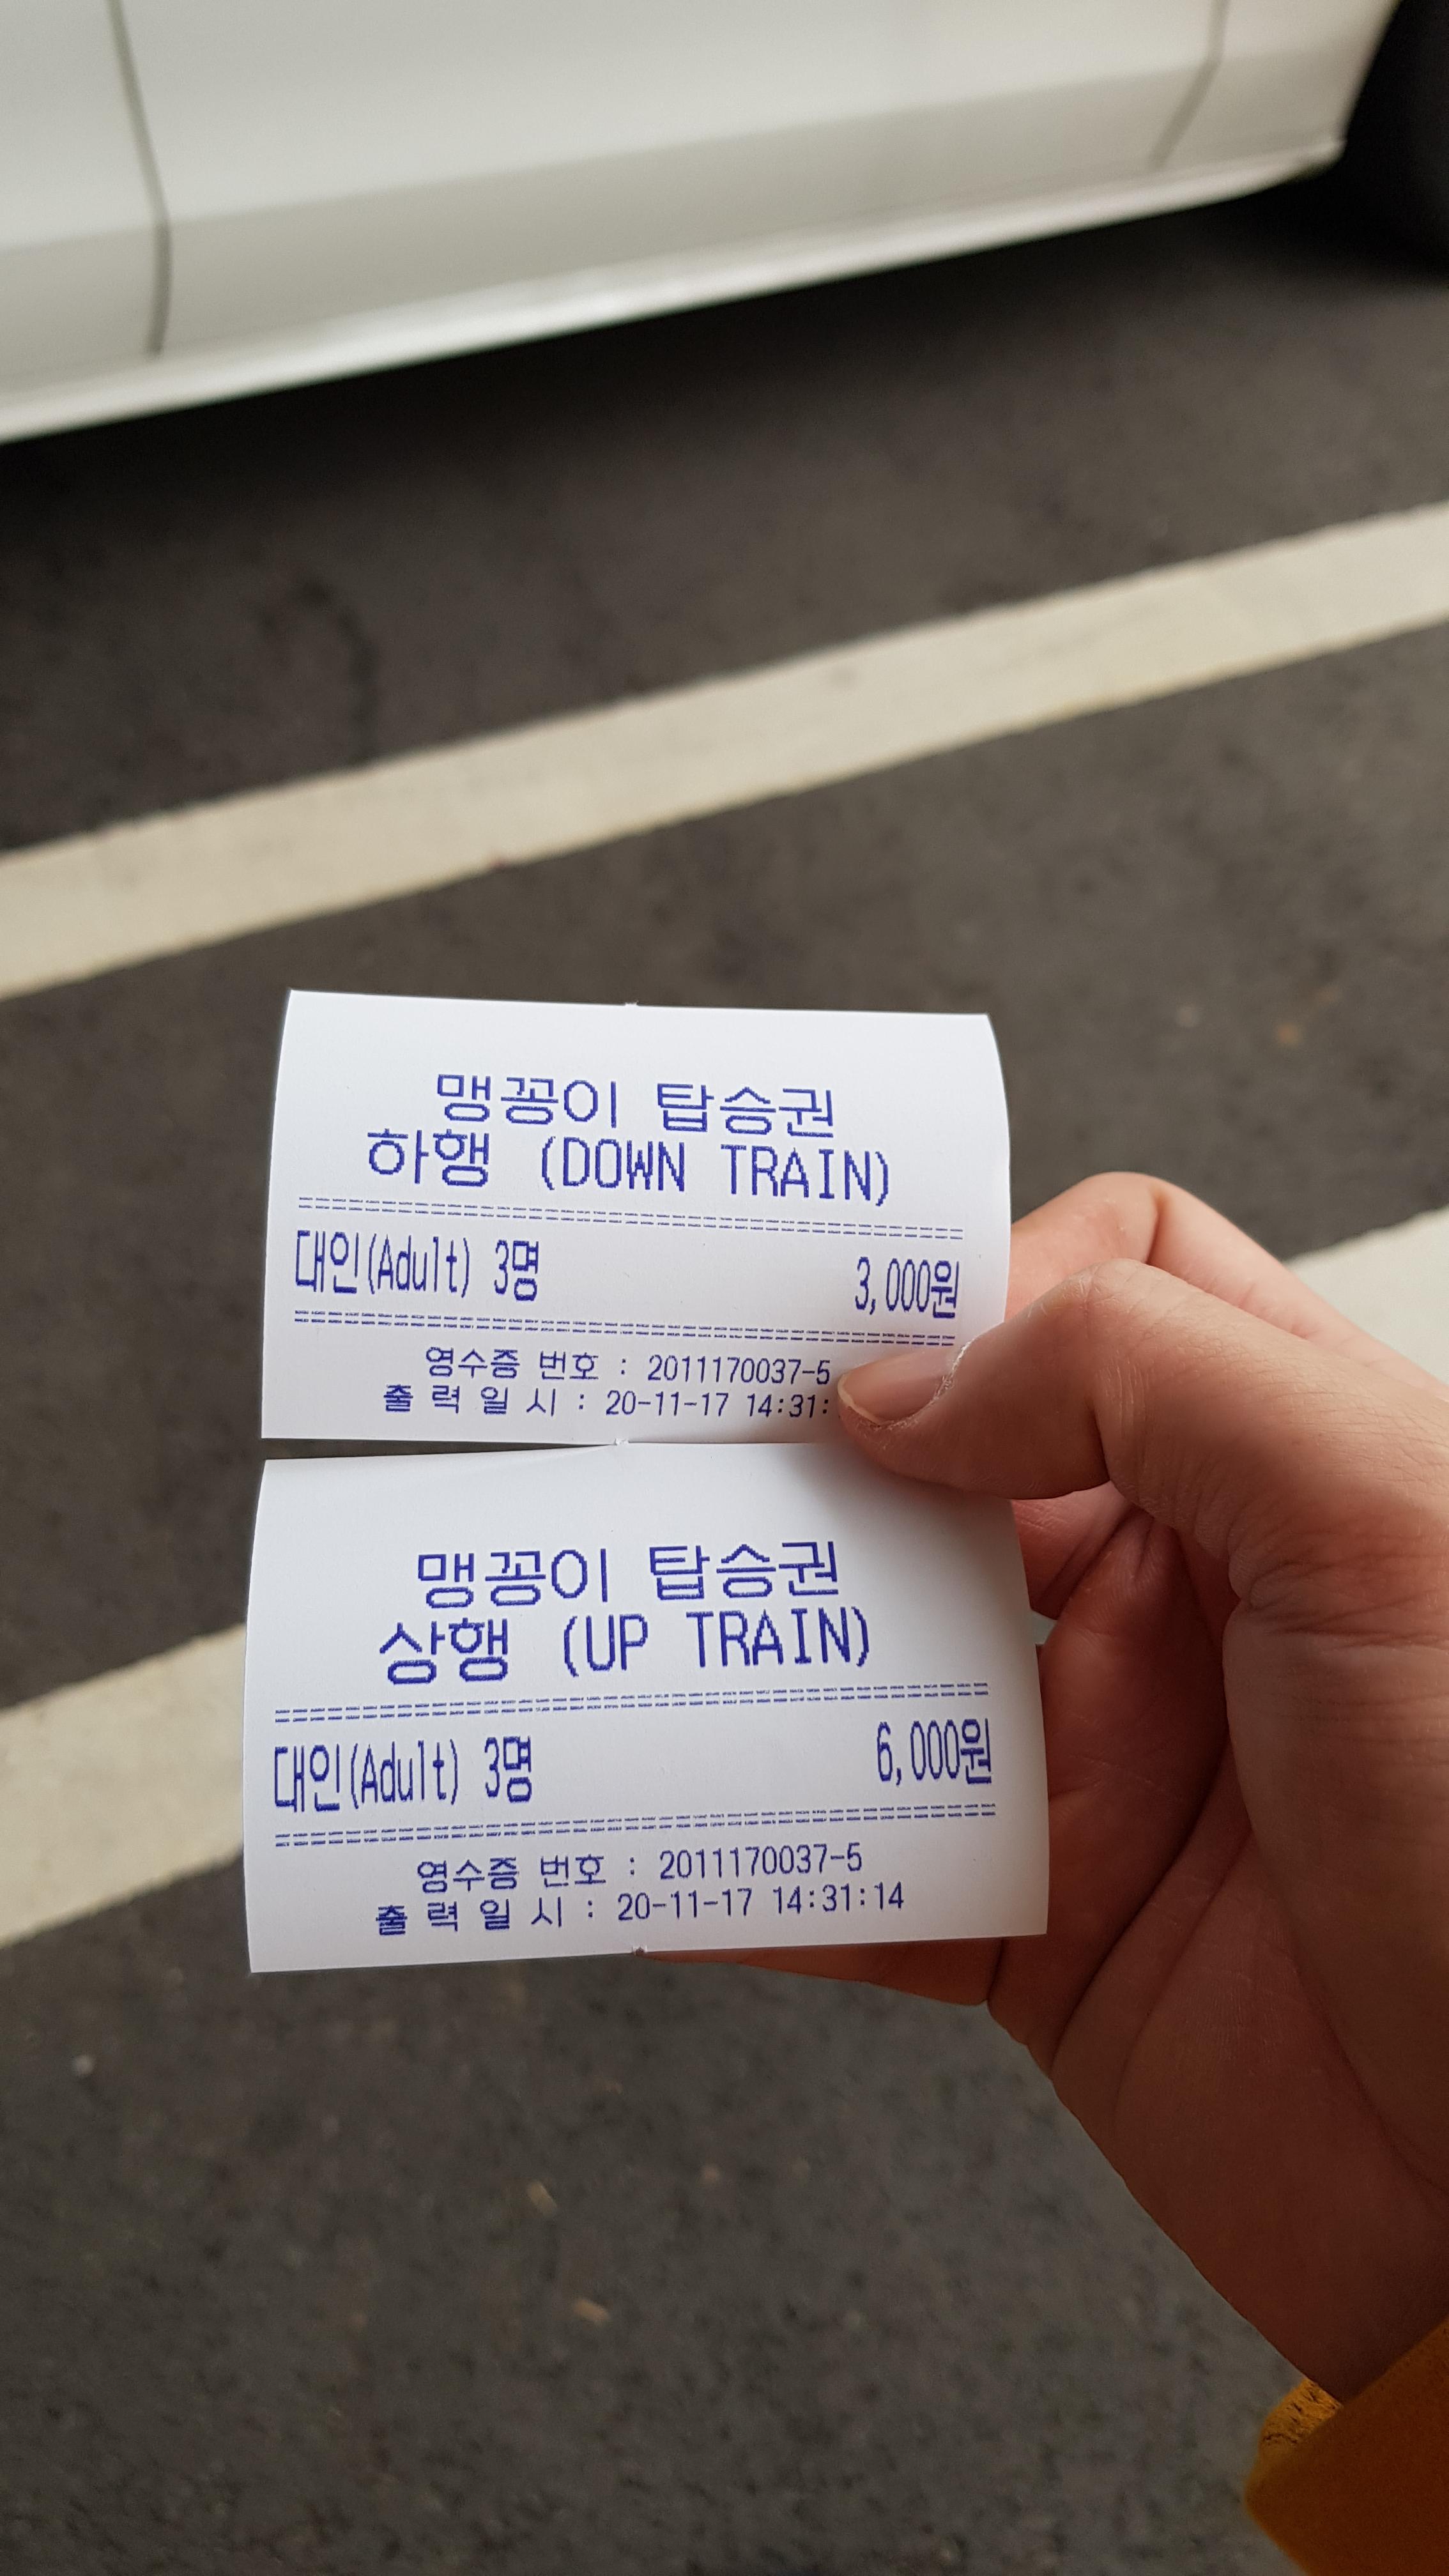 맹꽁이 탑승권
하행 (DOWN TRAIN)
대인(Adult) 3명 3,000원
영수증 번호 : 2011170037-5
출 력 일 시 : 20-11-17 14:31:
맹꽁이 탑승권
상행 (UP TRAIN)
대인(Adult) 3명 6,000원
영수증 번호 : 2011170037-5
출 력 일 시 : 20-11-17 14:31:14